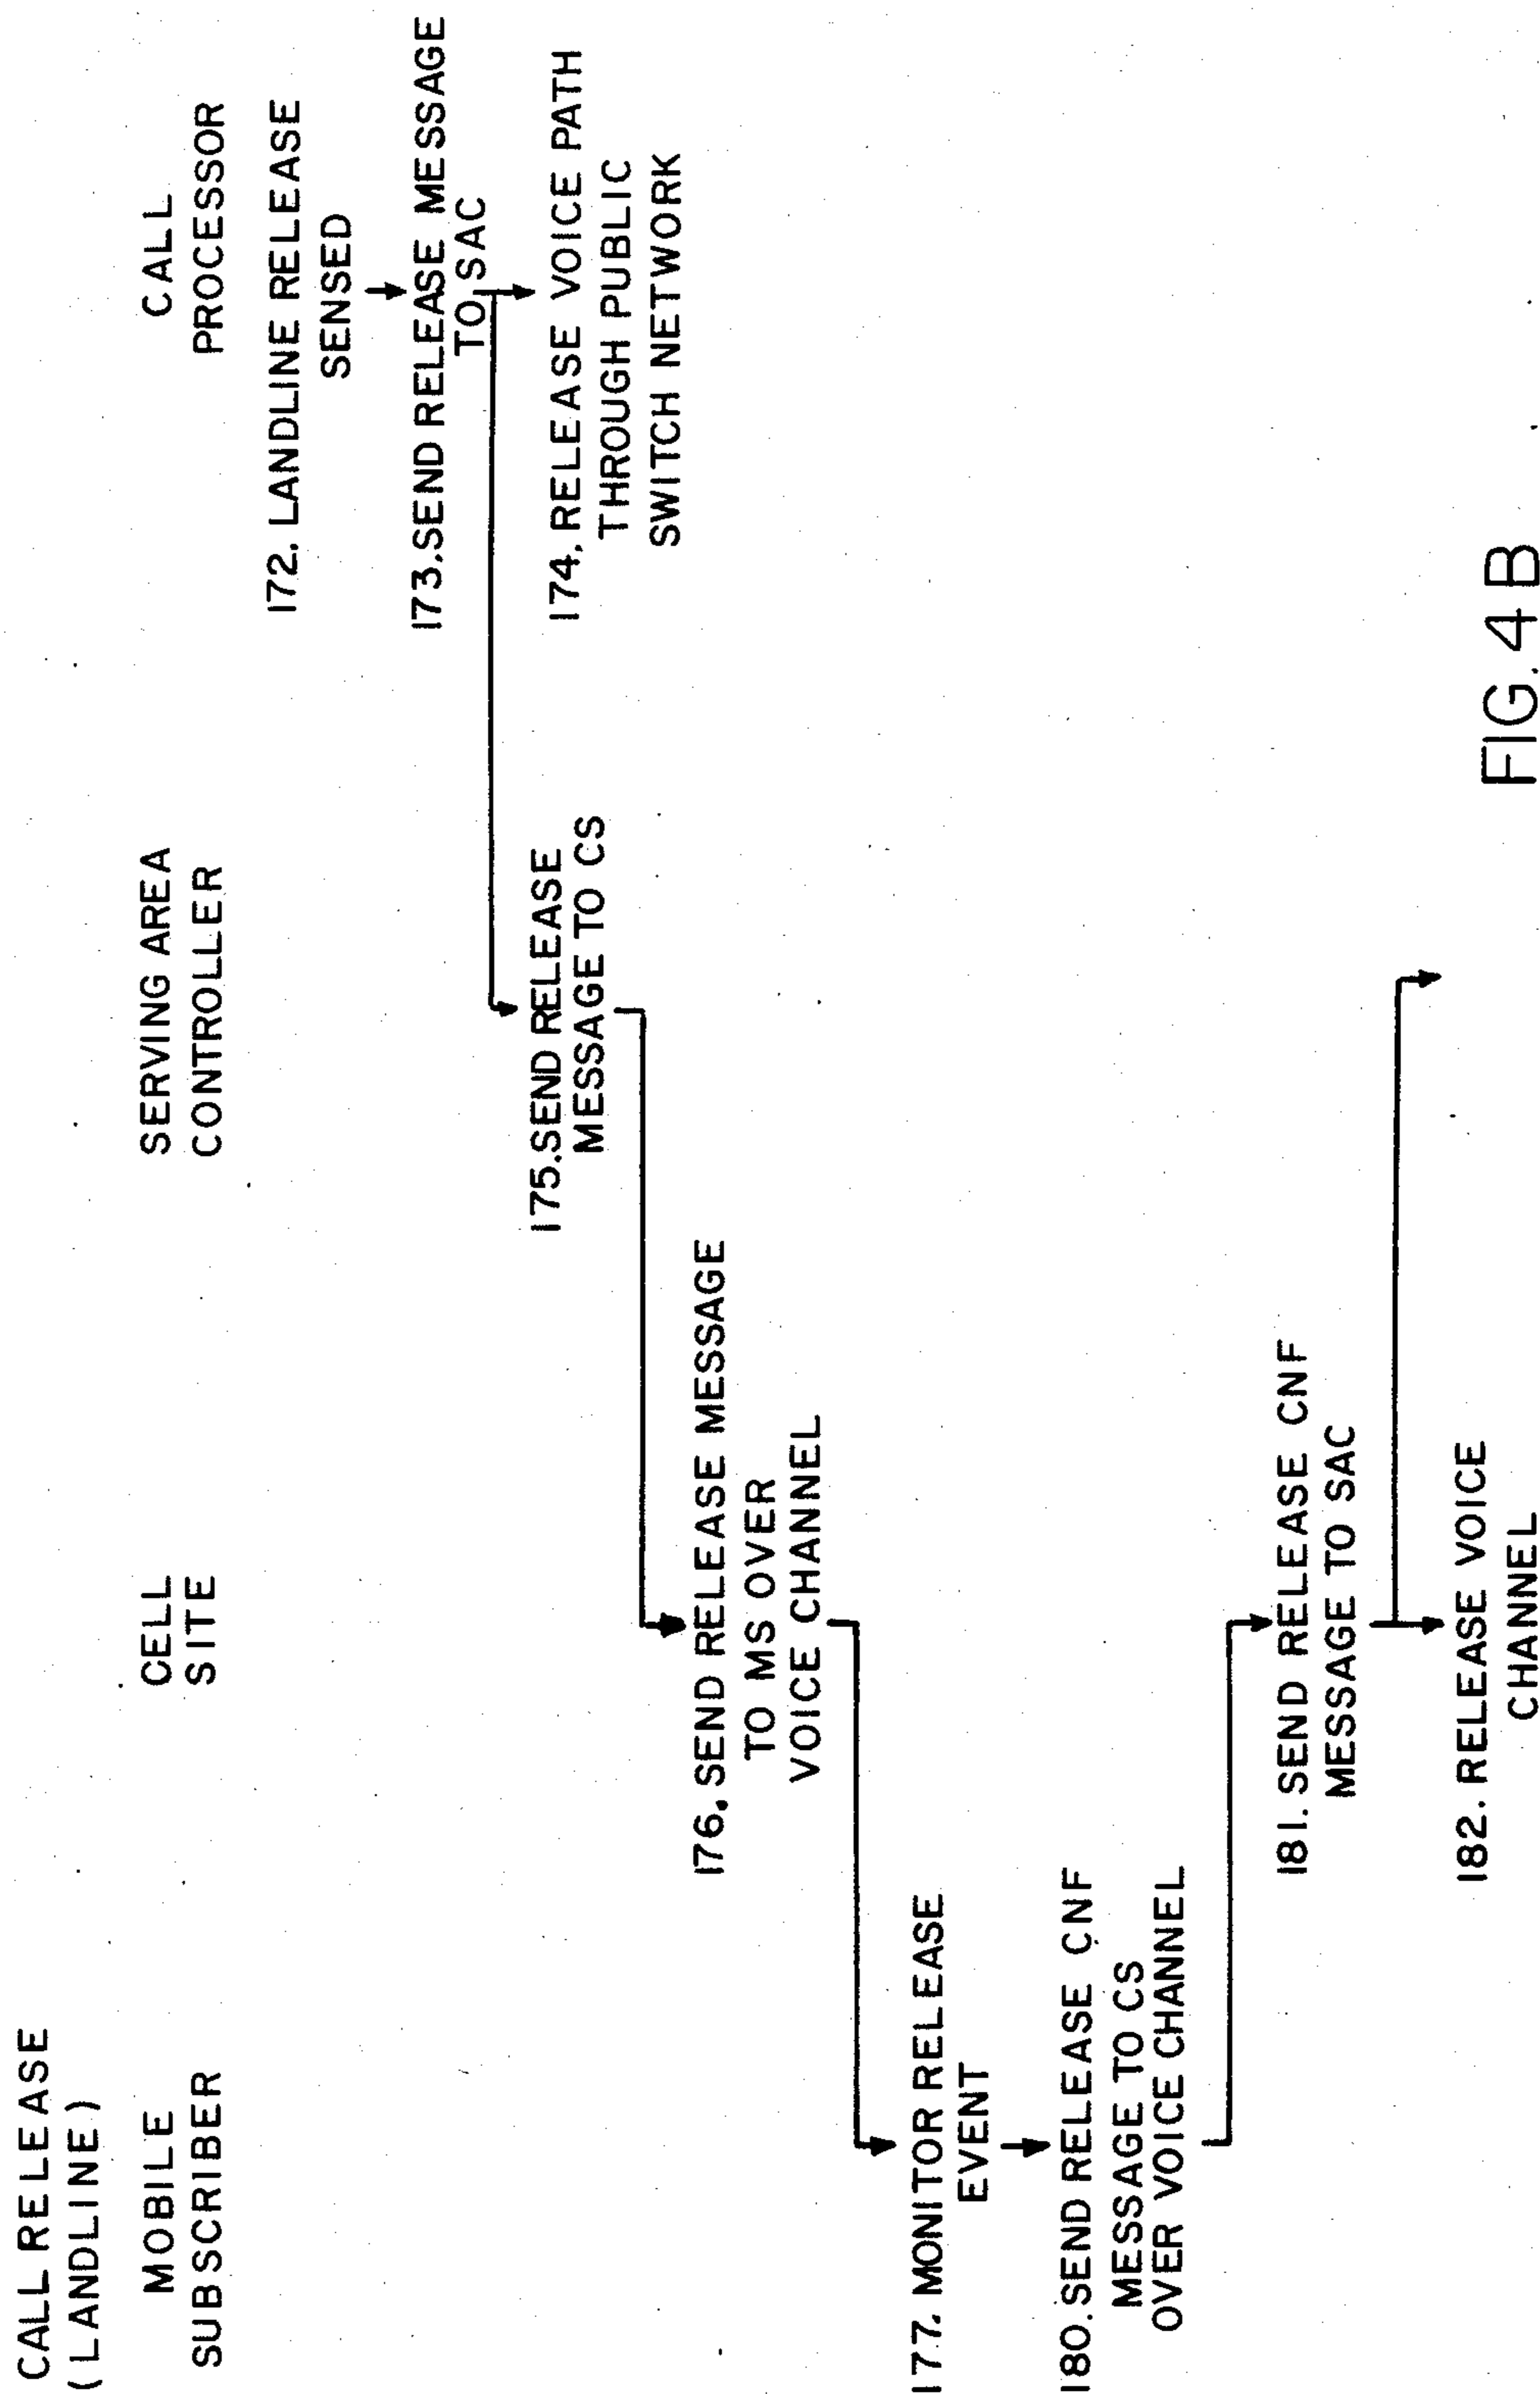 CALL RELEASE
(LANDLINE)
MOBILE
SUBSCRIBER
CELL
SITE
SERVING AREA
CONTROLLER
CALL
PROCESSOR
172. LANDLINE RELEASE
SENSED
173.SEND RELEASE MESSAGE
TO SAC
174. RELEASE VOICE PATH
THROUGH PUBLIC
SWITCH NETWORK
175.SEND RELEASE
MESSAGE TO CS
176. SEND RELEASE MESSAGE
TO MS OVER
VOICE CHANNEL
177. MONITOR RELEASE
EVENT
180. SEND RELEASE CNF
MESSAGE TO CS
OVER VOICE CHANNEL
181. SEND RELEASE CNF
MESSAGE TO SAC
182. RELEASE VOICE
CHANNEL
FIG. 4B